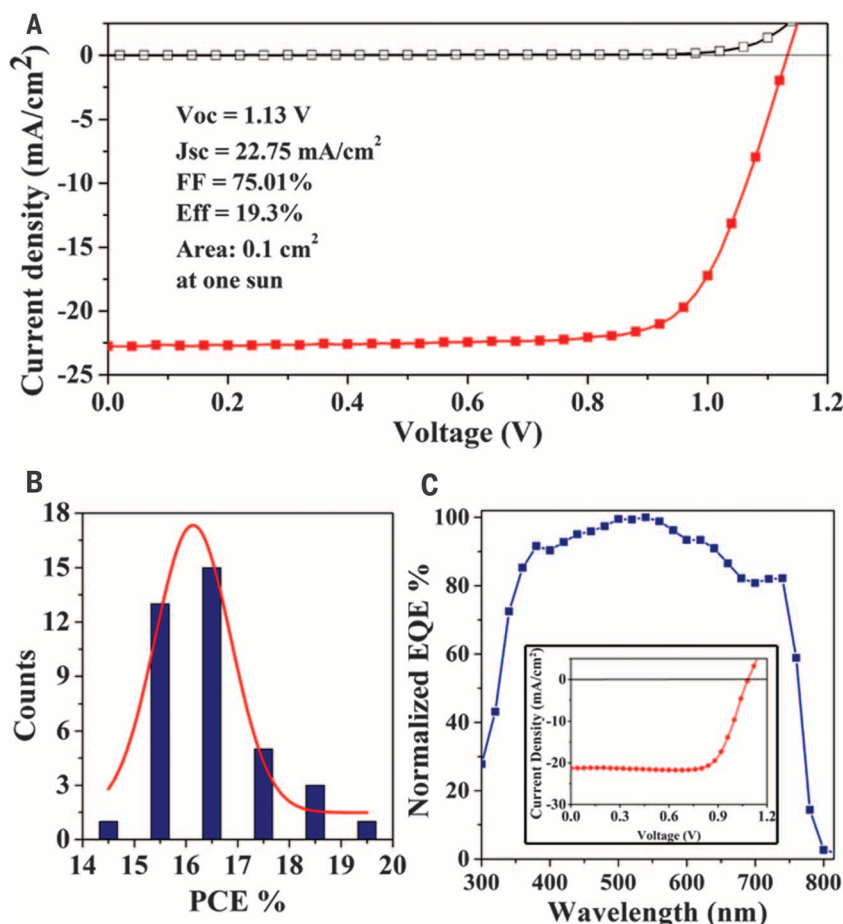 A
Current density (mA/cm²)
0
-5
-10
-15
-20
-25
Voc = 1.13 V
Jsc = 22.75 mA/cm²
FF = 75.01%
Eff = 19.3%
Area: 0.1 cm²
at one sun
0.0 0.2 0.4 0.6 0.8 1.0 1.2
Voltage (V)
B
Counts
18
15
12
9
6
3
0
14 15 16 17 18 19 20
PCE %
C
Normalized EQE %
100
80
60
40
20
0
Current Density (mA/cm²)
0
-10
-20
-30
0.0 0.3 0.6 0.9 1.2
Voltage (V)
300 400 500 600 700 800
Wavelength (nm)